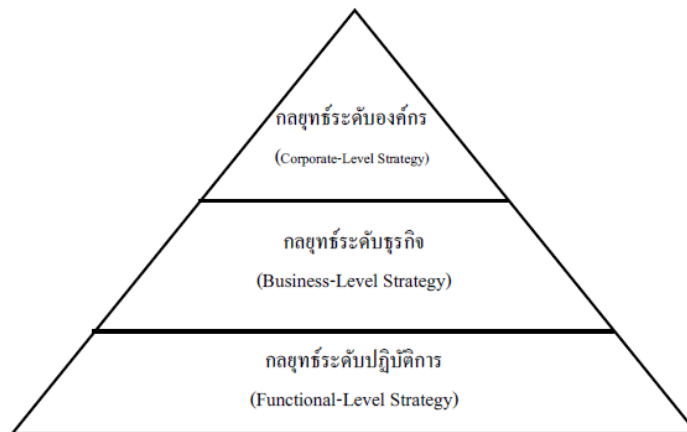 กลยุทธ์ระดับองค์กร
(Corporate-Level Strategy)
กลยุทธ์ระดับธุรกิจ
(Business-Level Strategy)
กลยุทธ์ระดับปฏิบัติการ
(Functional-Level Strategy)